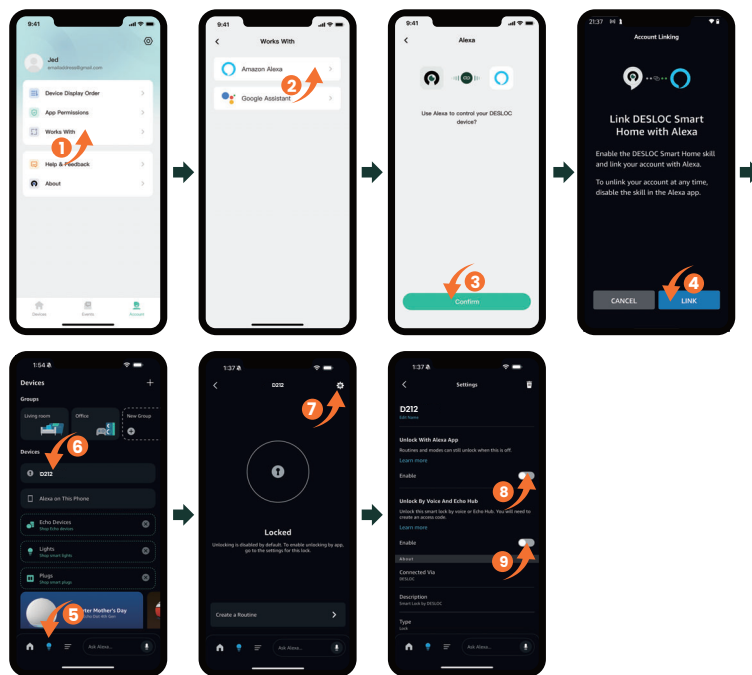 9:41
Jed
emailaddress@gmail.com
Device Display Order
App Permissions
Works With
1
Help & Feedback
About
Devices
Events
Account
9:41
Works With
Amazon Alexa
2
Google Assistant
9:41
Alexa
Use Alexa to control your DESLOC
device?
3
Confirm
21:37
Account Linking
Link DESLOC Smart
Home with Alexa
Enable the DESLOC Smart Home skill
and link your account with Alexa.
To unlink your account at any time,
disable the skill in the Alexa app.
4
CANCEL
LINK
1:54
Devices
Groups
Living room
Office
New Group
6
Devices
D212
Alexa on This Phone
Echo Devices
Shop Echo devices
Lights
Shop smart lights
Plugs
Shop smart plugs
Mother's Day
Echo Dot 4th Gen
5
Ask Alexa...
1:37
D212
7
Locked
Unlocking is disabled by default. To enable unlocking by app,
go to the settings for this lock.
Create a Routine
Ask Alexa...
1:37
Settings
D212
Edit Name
Unlock With Alexa App
Routines and modes can still unlock when this is off.
Learn more
Enable
8
Unlock By Voice And Echo Hub
Unlock this smart lock by voice or Echo Hub. You will need to
create an access code.
Learn more
Enable
9
About
Connected Via
DESLOC
Description
Smart Lock by DESLOC
Type
Lock
Ask Alexa...